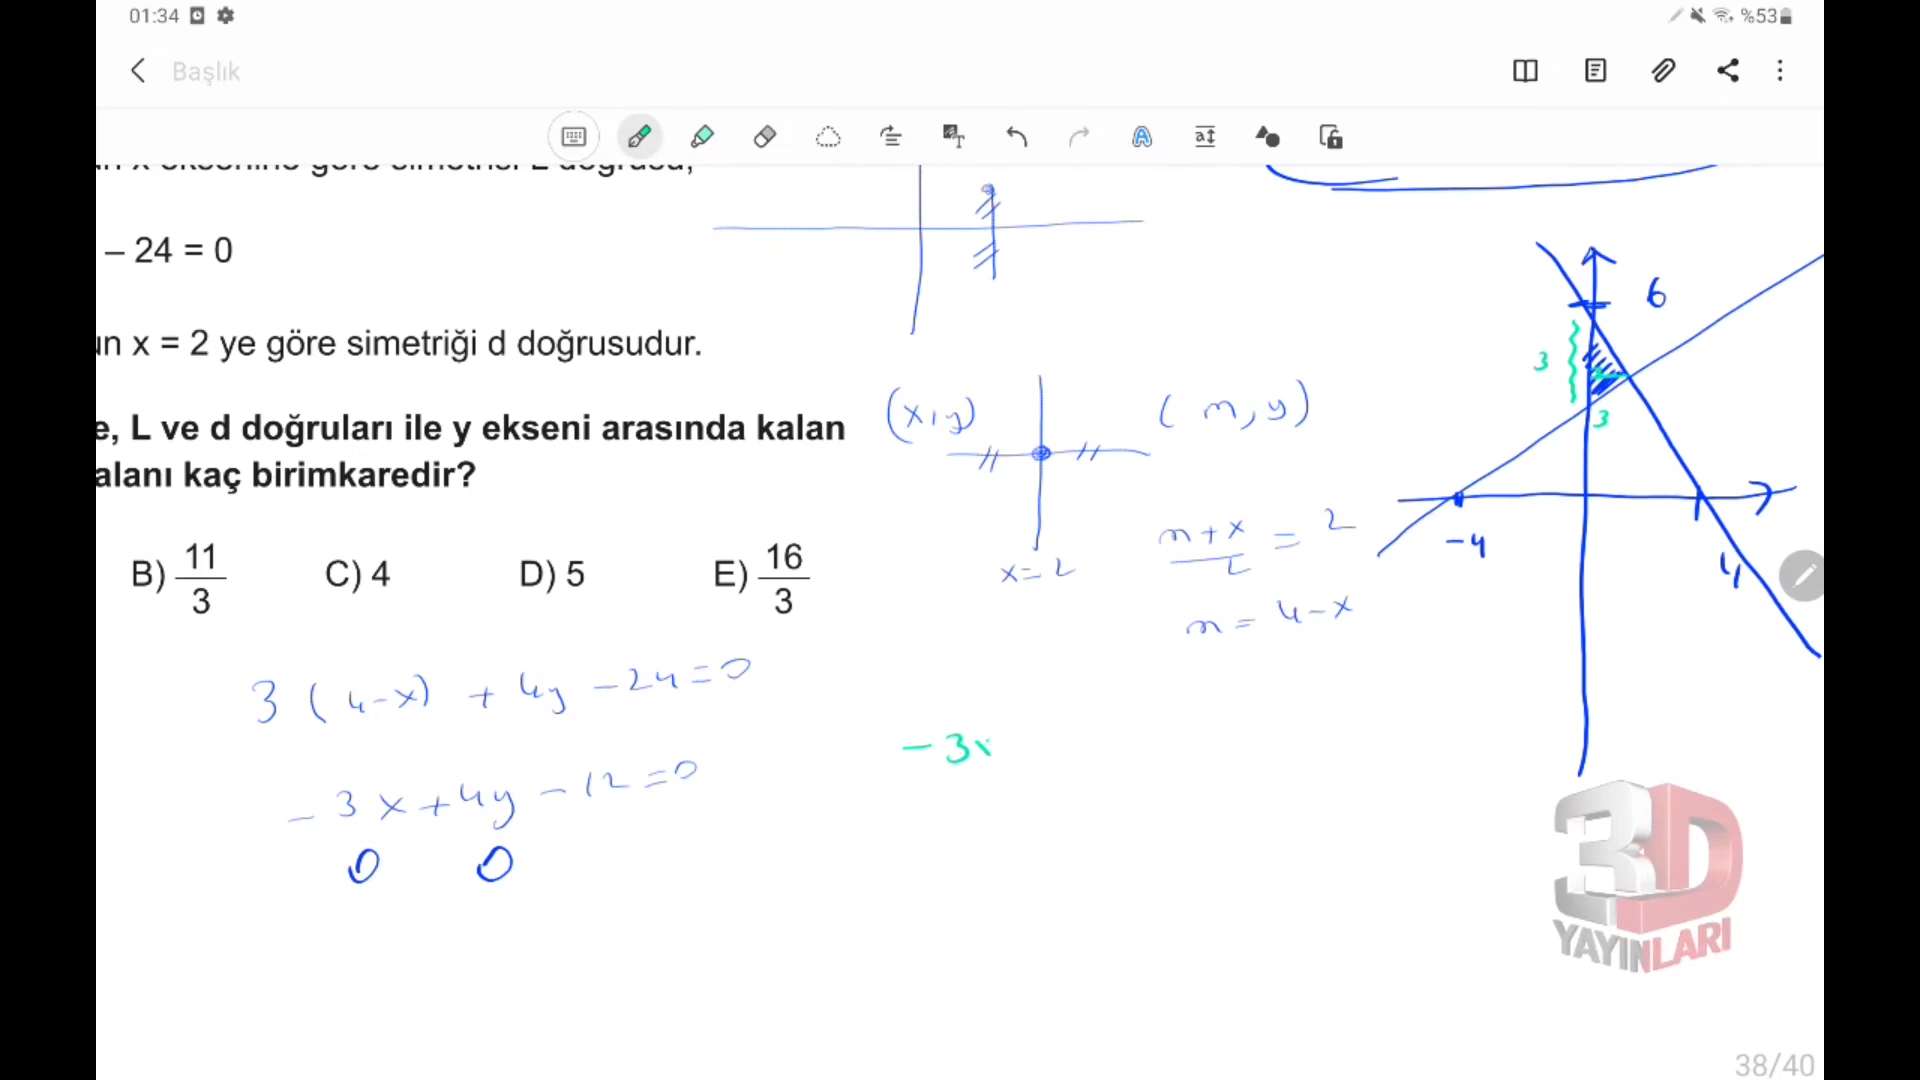 01:34 %53
Başlık
– 24 = 0
x = 2 ye göre simetriği d doğrusudur.
L ve d doğruları ile y ekseni arasında kalan
alanı kaç birimkaredir?
B) 11/3 C) 4 D) 5 E) 16/3
(x,y) (n,y)
x=2
n+x/2 = 2
n = 4-x
3(4-x) + 4y -24=0
-3x+4y-12=0
0 0
-3x
6
3
3
-4
4
3D
YAYINLARI
38/40